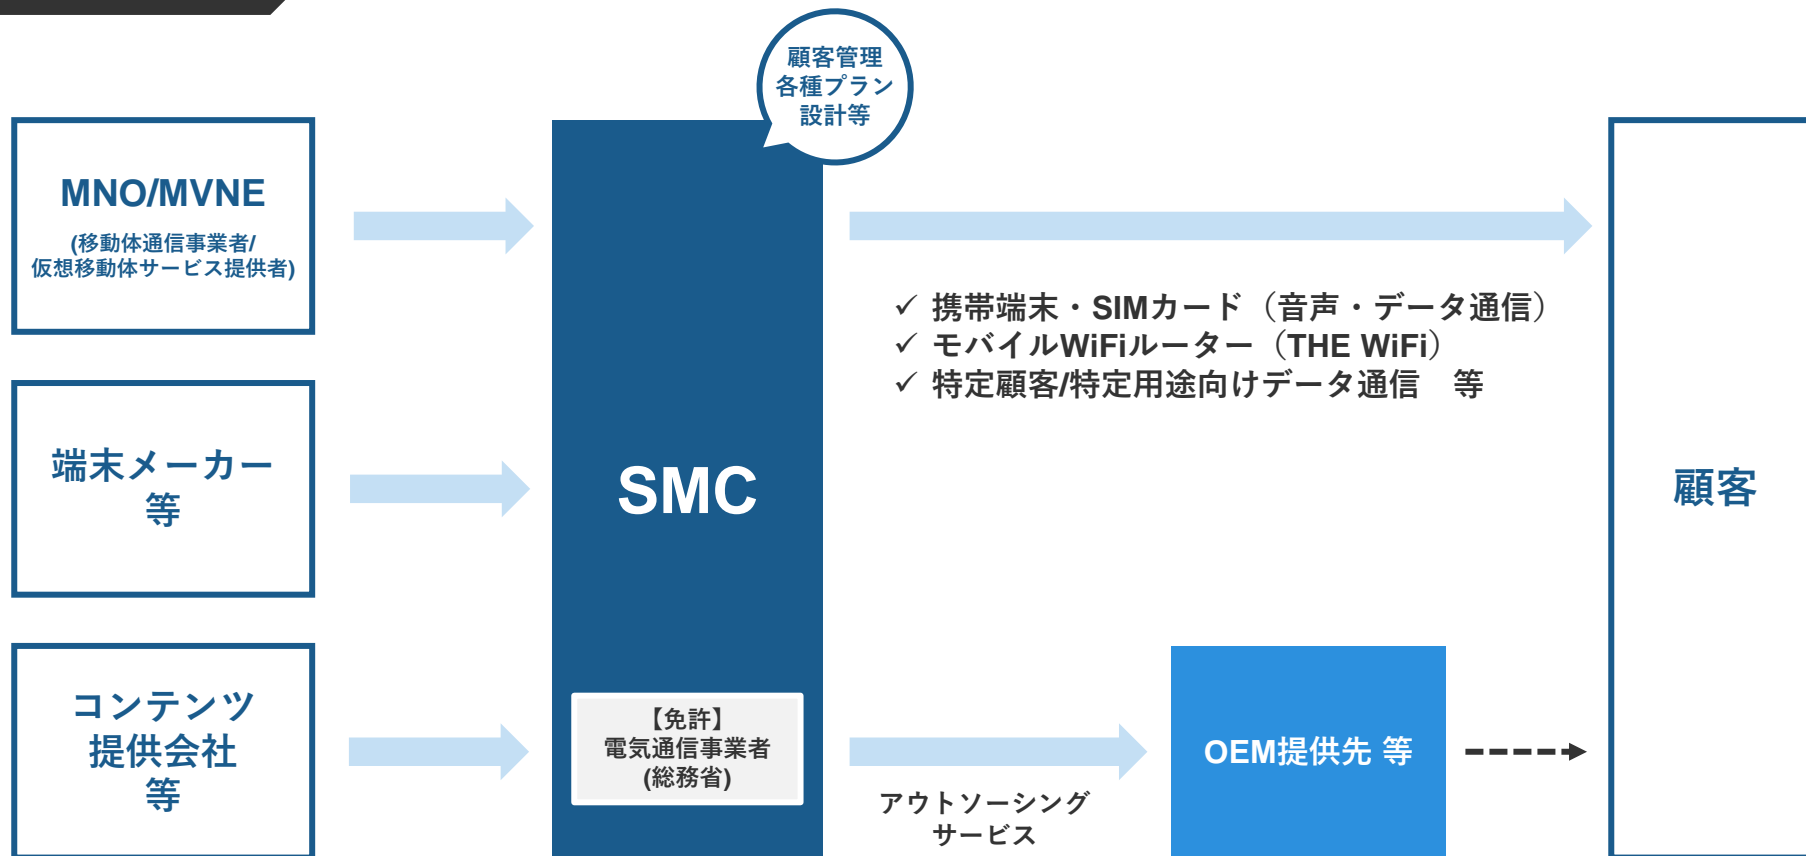 顧客管理
各種プラン
設計等
MNO/MVNE
(移動体通信事業者/
仮想移動体サービス提供者)
✓ 携帯端末・SIMカード（音声・データ通信）
✓ モバイルWiFiルーター（THE WiFi）
✓ 特定顧客/特定用途向けデータ通信　等
端末メーカー
等
SMC
顧客
コンテンツ
提供会社
等
【免許】
電気通信事業者
(総務省)
アウトソーシング
サービス
OEM提供先 等